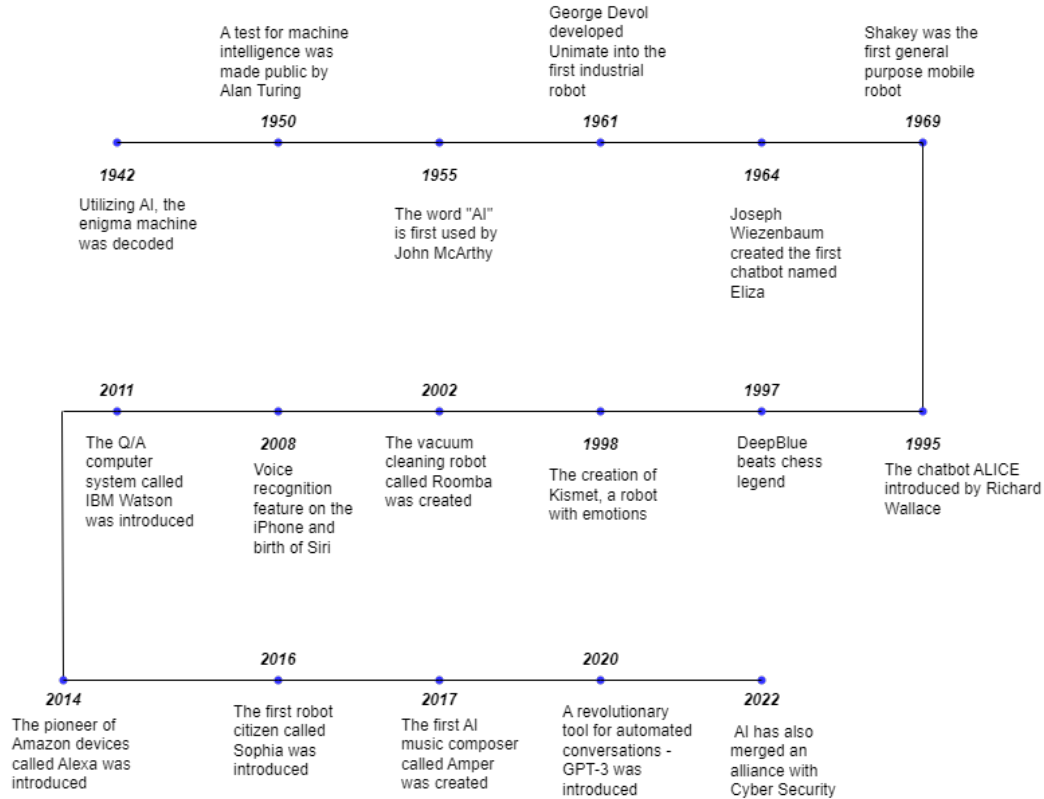 A test for machine
intelligence was
made public by
Alan Turing
George Devol
developed
Unimate into the
first industrial
robot
Shakey was the
first general
purpose mobile
robot
1950
1961
1969
1942
Utilizing AI, the
enigma machine
was decoded
1955
The word "AI"
is first used by
John McArthy
1964
Joseph
Wiezenbaum
created the first
chatbot named
Eliza
2011
The Q/A
computer
system called
IBM Watson
was introduced
2008
Voice
recognition
feature on the
iPhone and
birth of Siri
2002
The vacuum
cleaning robot
called Roomba
was created
1998
The creation of
Kismet, a robot
with emotions
1997
DeepBlue
beats chess
legend
1995
The chatbot ALICE
introduced by Richard
Wallace
2014
The pioneer of
Amazon devices
called Alexa was
introduced
2016
The first robot
citizen called
Sophia was
introduced
2017
The first AI
music composer
called Amper
was created
2020
A revolutionary
tool for automated
conversations -
GPT-3 was
introduced
2022
AI has also
merged an
alliance with
Cyber Security